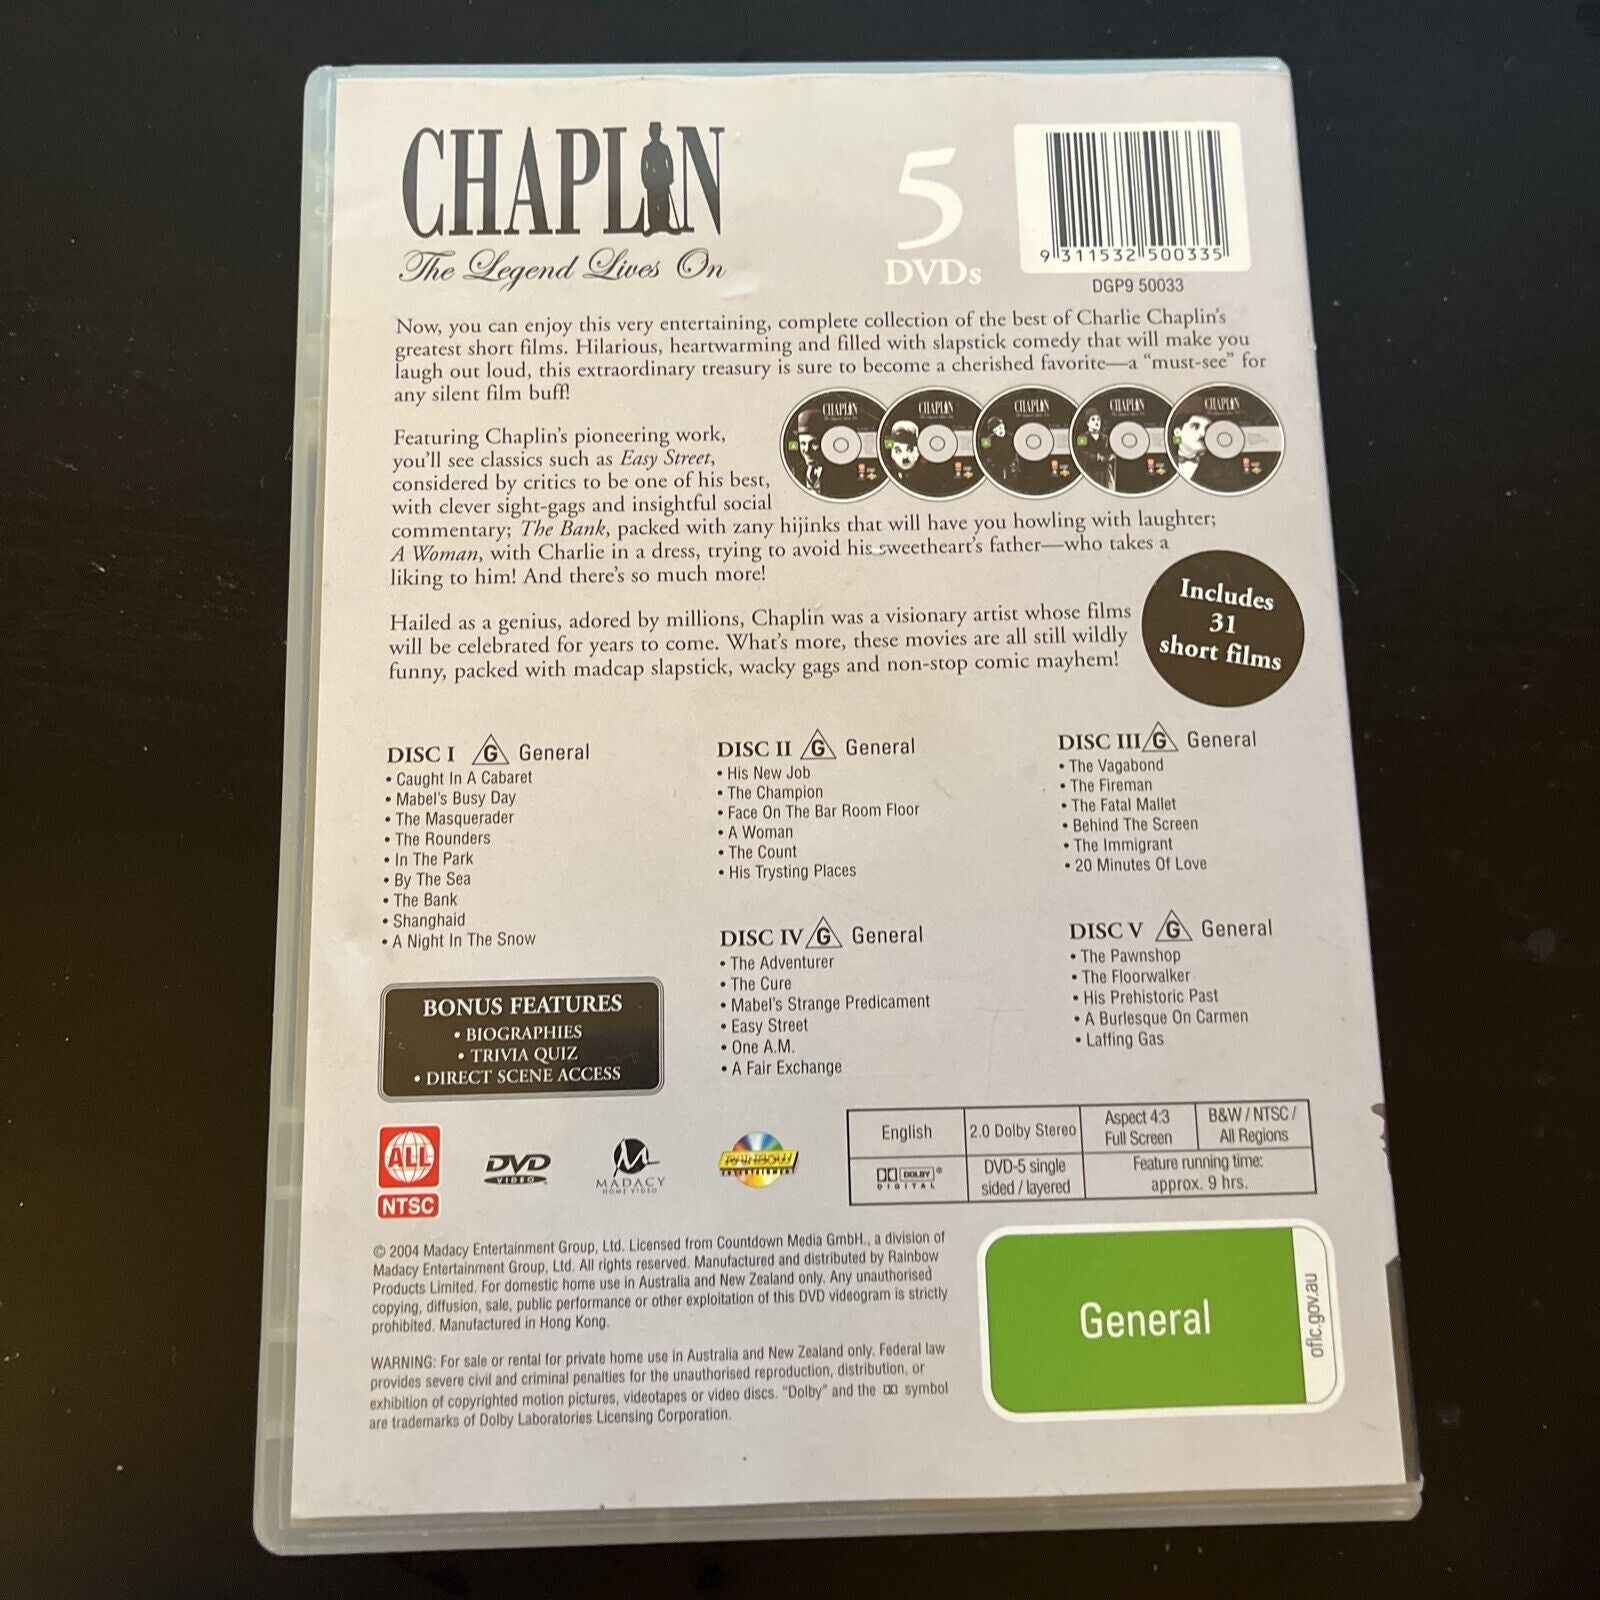 CHAPLIN
The Legend Lives On
5
DVDs
9 311532 500335
DGP9 50033
Now, you can enjoy this very entertaining, complete collection of the best of Charlie Chaplin's
greatest short films. Hilarious, heartwarming and filled with slapstick comedy that will make you
laugh out loud, this extraordinary treasury is sure to become a cherished favorite—a "must-see" for
any silent film buff!
Featuring Chaplin's pioneering work,
you'll see classics such as Easy Street,
considered by critics to be one of his best,
with clever sight-gags and insightful social
commentary; The Bank, packed with zany hijinks that will have you howling with laughter;
A Woman, with Charlie in a dress, trying to avoid his sweetheart's father—who takes a
liking to him! And there's so much more!
CHAPLIN
CHAPLIN
CHAPLIN
CHAPLIN
CHAPLIN
Hailed as a genius, adored by millions, Chaplin was a visionary artist whose films
will be celebrated for years to come. What's more, these movies are all still wildly
funny, packed with madcap slapstick, wacky gags and non-stop comic mayhem!
Includes
31
short films
DISC I G General
• Caught In A Cabaret
• Mabel's Busy Day
• The Masquerader
• The Rounders
• In The Park
• By The Sea
• The Bank
• Shanghaid
• A Night In The Snow
DISC II G General
• His New Job
• The Champion
• Face On The Bar Room Floor
• A Woman
• The Count
• His Trysting Places
DISC III G General
• The Vagabond
• The Fireman
• The Fatal Mallet
• Behind The Screen
• The Immigrant
• 20 Minutes Of Love
DISC IV G General
• The Adventurer
• The Cure
• Mabel's Strange Predicament
• Easy Street
• One A.M.
• A Fair Exchange
DISC V G General
• The Pawnshop
• The Floorwalker
• His Prehistoric Past
• A Burlesque On Carmen
• Laffing Gas
BONUS FEATURES
• BIOGRAPHIES
• TRIVIA QUIZ
• DIRECT SCENE ACCESS
ALL
NTSC
DVD
VIDEO
MADACY
HOME VIDEO
RAINBOW
ENTERTAINMENT
English
2.0 Dolby Stereo
Aspect 4:3
Full Screen
B&W / NTSC /
All Regions
DOLBY ®
DIGITAL
DVD-5 single
sided / layered
Feature running time:
approx. 9 hrs.
© 2004 Madacy Entertainment Group, Ltd. Licensed from Countdown Media GmbH., a division of
Madacy Entertainment Group, Ltd. All rights reserved. Manufactured and distributed by Rainbow
Products Limited. For domestic home use in Australia and New Zealand only. Any unauthorised
copying, diffusion, sale, public performance or other exploitation of this DVD videogram is strictly
prohibited. Manufactured in Hong Kong.
WARNING: For sale or rental for private home use in Australia and New Zealand only. Federal law
provides severe civil and criminal penalties for the unauthorised reproduction, distribution, or
exhibition of copyrighted motion pictures, videotapes or video discs. "Dolby" and the symbol
are trademarks of Dolby Laboratories Licensing Corporation.
General
oflc.gov.au